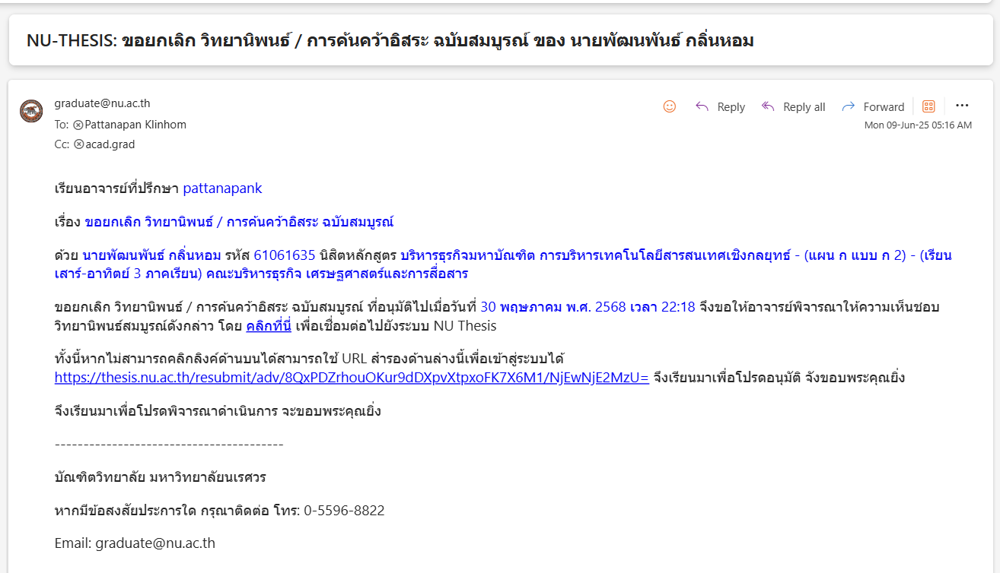 NU-THESIS: ขอยกเลิก วิทยานิพนธ์ / การค้นคว้าอิสระ ฉบับสมบูรณ์ ของ นายพัฒนพันธ์ กลิ่นหอม
graduate@nu.ac.th
Reply
Reply all
Forward
To: Pattanapan Klinhom
Mon 09-Jun-25 05:16 AM
Cc: acad.grad
เรียนอาจารย์ที่ปรึกษา pattanapank
เรื่อง ขอยกเลิก วิทยานิพนธ์ / การค้นคว้าอิสระ ฉบับสมบูรณ์
ด้วย นายพัฒนพันธ์ กลิ่นหอม รหัส 61061635 นิสิตหลักสูตร บริหารธุรกิจมหาบัณฑิต การบริหารเทคโนโลยีสารสนเทศเชิงกลยุทธ์ - (แผน ก แบบ ก 2) - (เรียน
เสาร์-อาทิตย์ 3 ภาคเรียน) คณะบริหารธุรกิจ เศรษฐศาสตร์และการสื่อสาร
ขอยกเลิก วิทยานิพนธ์ / การค้นคว้าอิสระ ฉบับสมบูรณ์ ที่อนุมัติไปเมื่อวันที่ 30 พฤษภาคม พ.ศ. 2568 เวลา 22:18 จึงขอให้อาจารย์พิจารณาให้ความเห็นชอบ
วิทยานิพนธ์สมบูรณ์ดังกล่าว โดย คลิกที่นี่ เพื่อเชื่อมต่อไปยังระบบ NU Thesis
ทั้งนี้หากไม่สามารถคลิกลิงค์ด้านบนได้สามารถใช้ URL สำรองด้านล่างนี้เพื่อเข้าสู่ระบบได้
https://thesis.nu.ac.th/resubmit/adv/8QxPDZrhouOKur9dDXpvXtpxoFK7X6M1/NjEwNjE2MzU= จึงเรียนมาเพื่อโปรดอนุมัติ จังขอบพระคุณยิ่ง
จึงเรียนมาเพื่อโปรดพิจารณาดำเนินการ จะขอบพระคุณยิ่ง
----------------------------------------
บัณฑิตวิทยาลัย มหาวิทยาลัยนเรศวร
หากมีข้อสงสัยประการใด กรุณาติดต่อ โทร: 0-5596-8822
Email: graduate@nu.ac.th